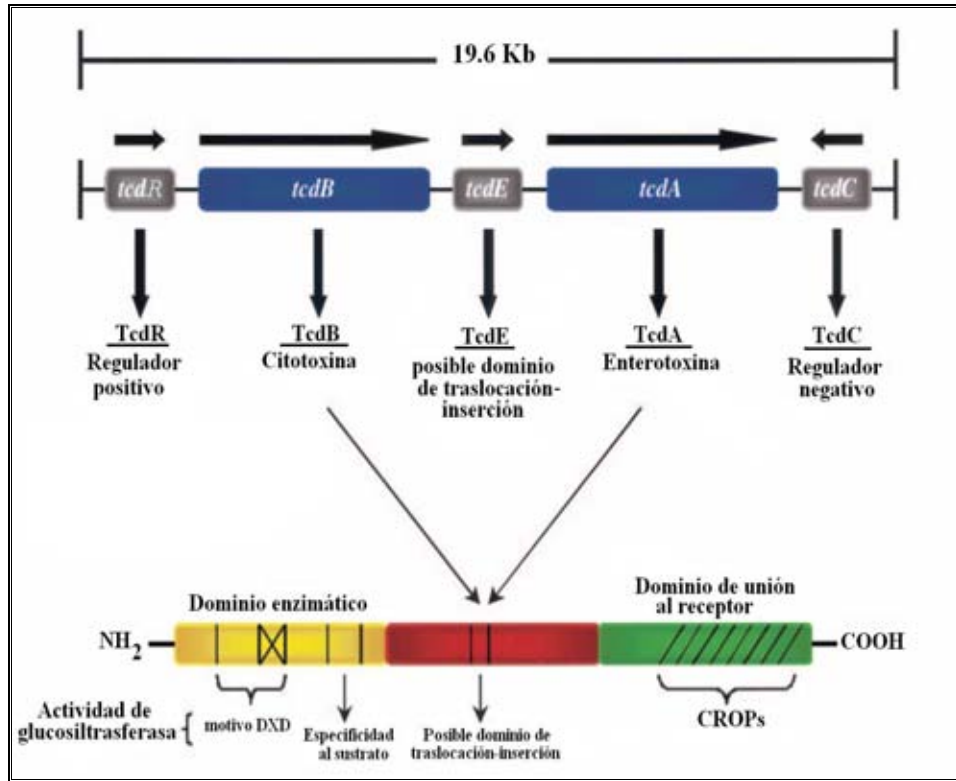 19.6 Kb
tcdR
tcdB
tcdE
tcdA
tcdC
TcdR
Regulador
positivo
TcdB
Citotoxina
TcdE
posible dominio
de traslocación-
inserción
TcdA
Enterotoxina
TcdC
Regulador
negativo
Dominio enzimático
Dominio de unión
al receptor
NH2
COOH
Actividad de
glucosiltrasferasa
motivo DXD
Especificidad
al sustrato
Posible dominio de
traslocación-inserción
CROPs